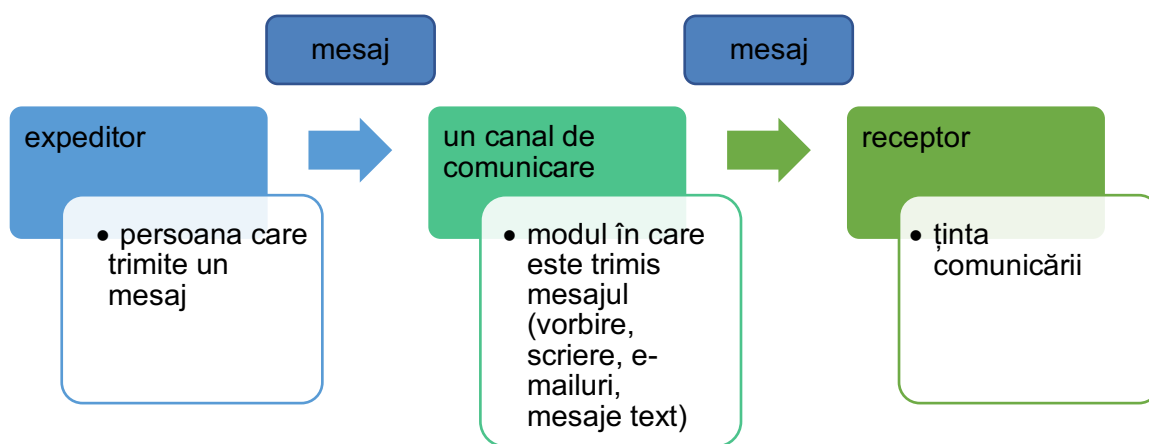 mesaj
mesaj
expeditor
un canal de
comunicare
receptor
• persoana care
trimite un
mesaj
• modul în care
este trimis
mesajul
(vorbire,
scriere, e-
mailuri,
mesaje text)
• ținta
comunicării